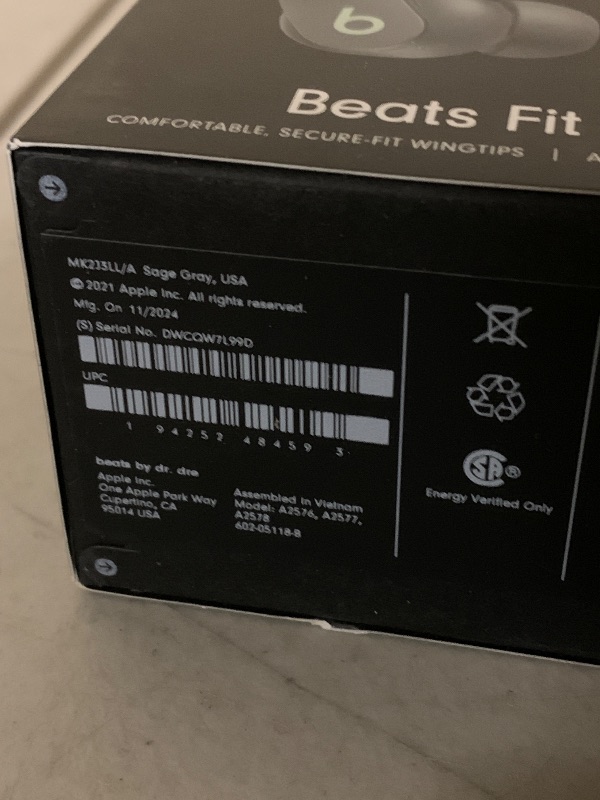 b
Beats Fit
COMFORTABLE, SECURE-FIT WINGTIPS | A
MK2J3LL/A Sage Gray, USA
© 2021 Apple Inc. All rights reserved.
Mfg. On 11/2024
(S) Serial No. DWCQW7L99D
UPC
1 94252 48459 3
beats by dr. dre
Apple Inc.
One Apple Park Way
Cupertino, CA
95014 USA
Assembled in Vietnam
Model: A2576, A2577,
A2578
602-05118-B
SA®
Energy Verified Only